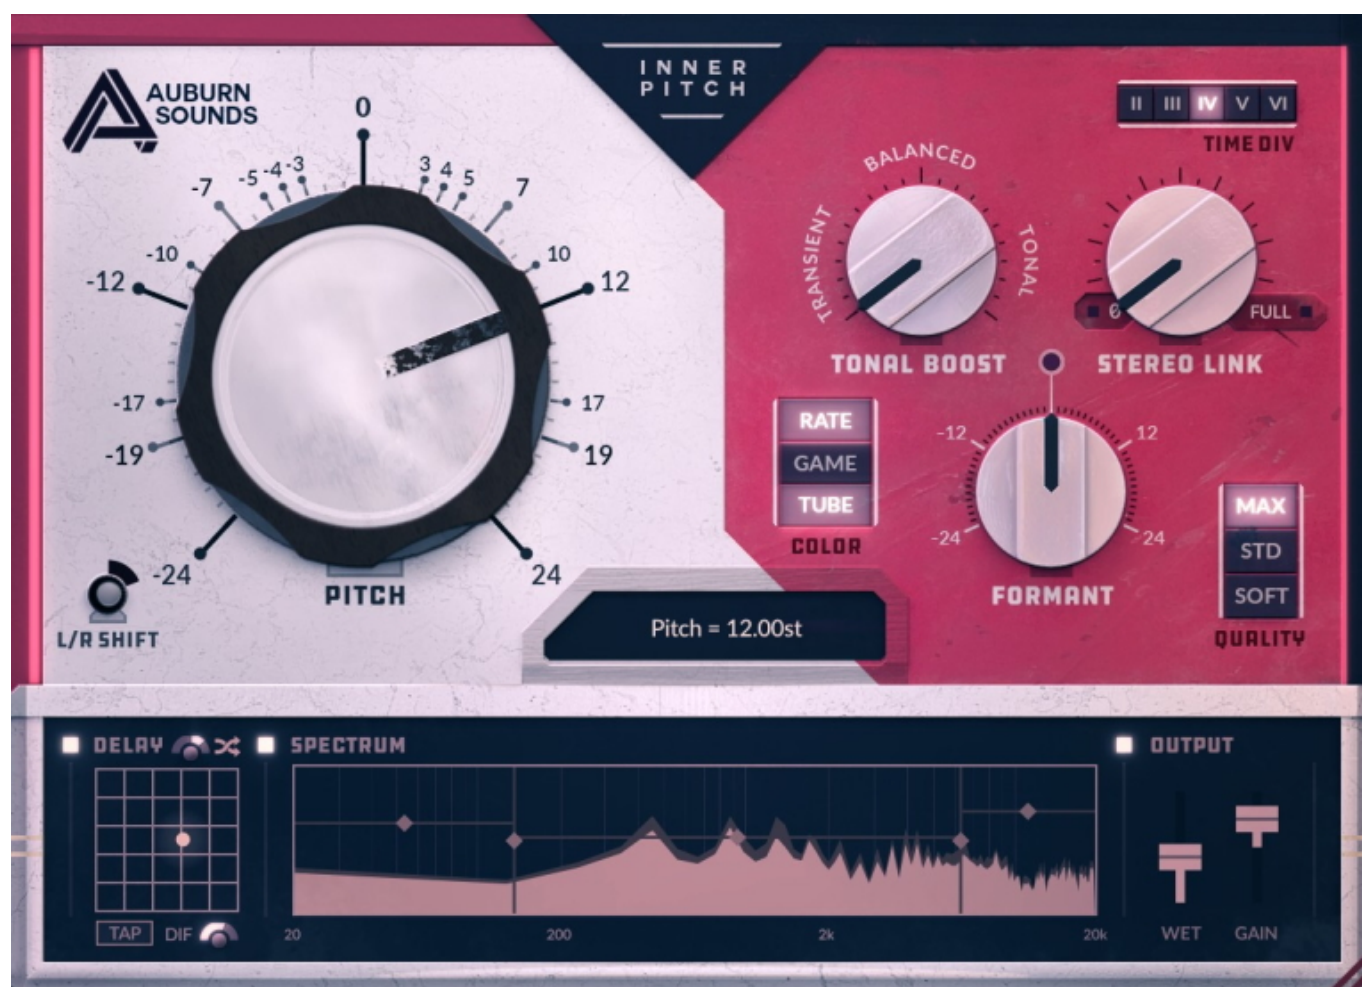 INNER
PITCH
AUBURN
SOUNDS
0
-7 -5 -4 -3 3 4 5 7
-10 10
-12 12
-17 17
-19 19
-24 24
PITCH
L/R SHIFT
II III IV V VI
TIME DIV
TRANSIENT BALANCED TONAL
TONAL BOOST
0 FULL
STEREO LINK
RATE
GAME
TUBE
COLOR
-12 12
-24 24
FORMANT
MAX
STD
SOFT
QUALITY
Pitch = 12.00st
DELAY SPECTRUM OUTPUT
TAP DIF 20 200 2k 20k WET GAIN